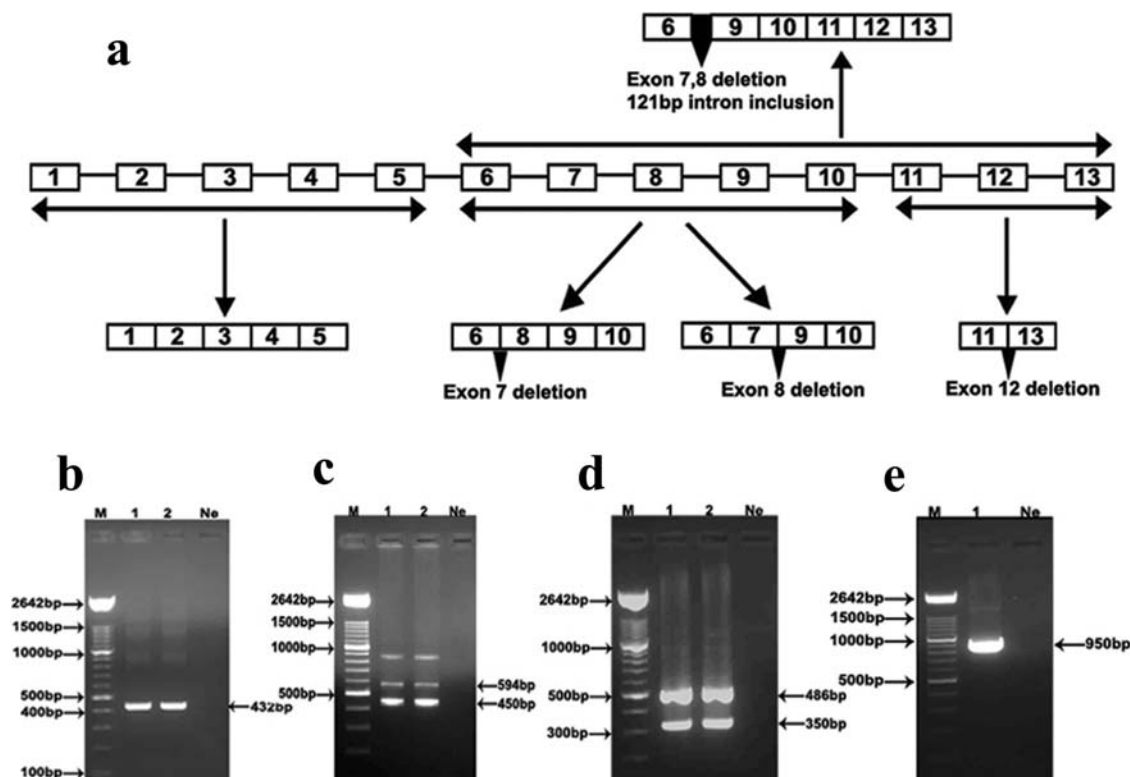 a
6 9 10 11 12 13
Exon 7,8 deletion
121bp intron inclusion
1 2 3 4 5 6 7 8 9 10 11 12 13
1 2 3 4 5
6 8 9 10
6 7 9 10
11 13
Exon 7 deletion
Exon 8 deletion
Exon 12 deletion
b
M 1 2 Ne
2642bp
1500bp
1000bp
500bp
400bp
100bp
432bp
c
M 1 2 Ne
2642bp
1500bp
1000bp
500bp
594bp
450bp
d
M 1 2 Ne
2642bp
1000bp
500bp
300bp
486bp
350bp
e
M 1 Ne
2642bp
1500bp
1000bp
500bp
950bp